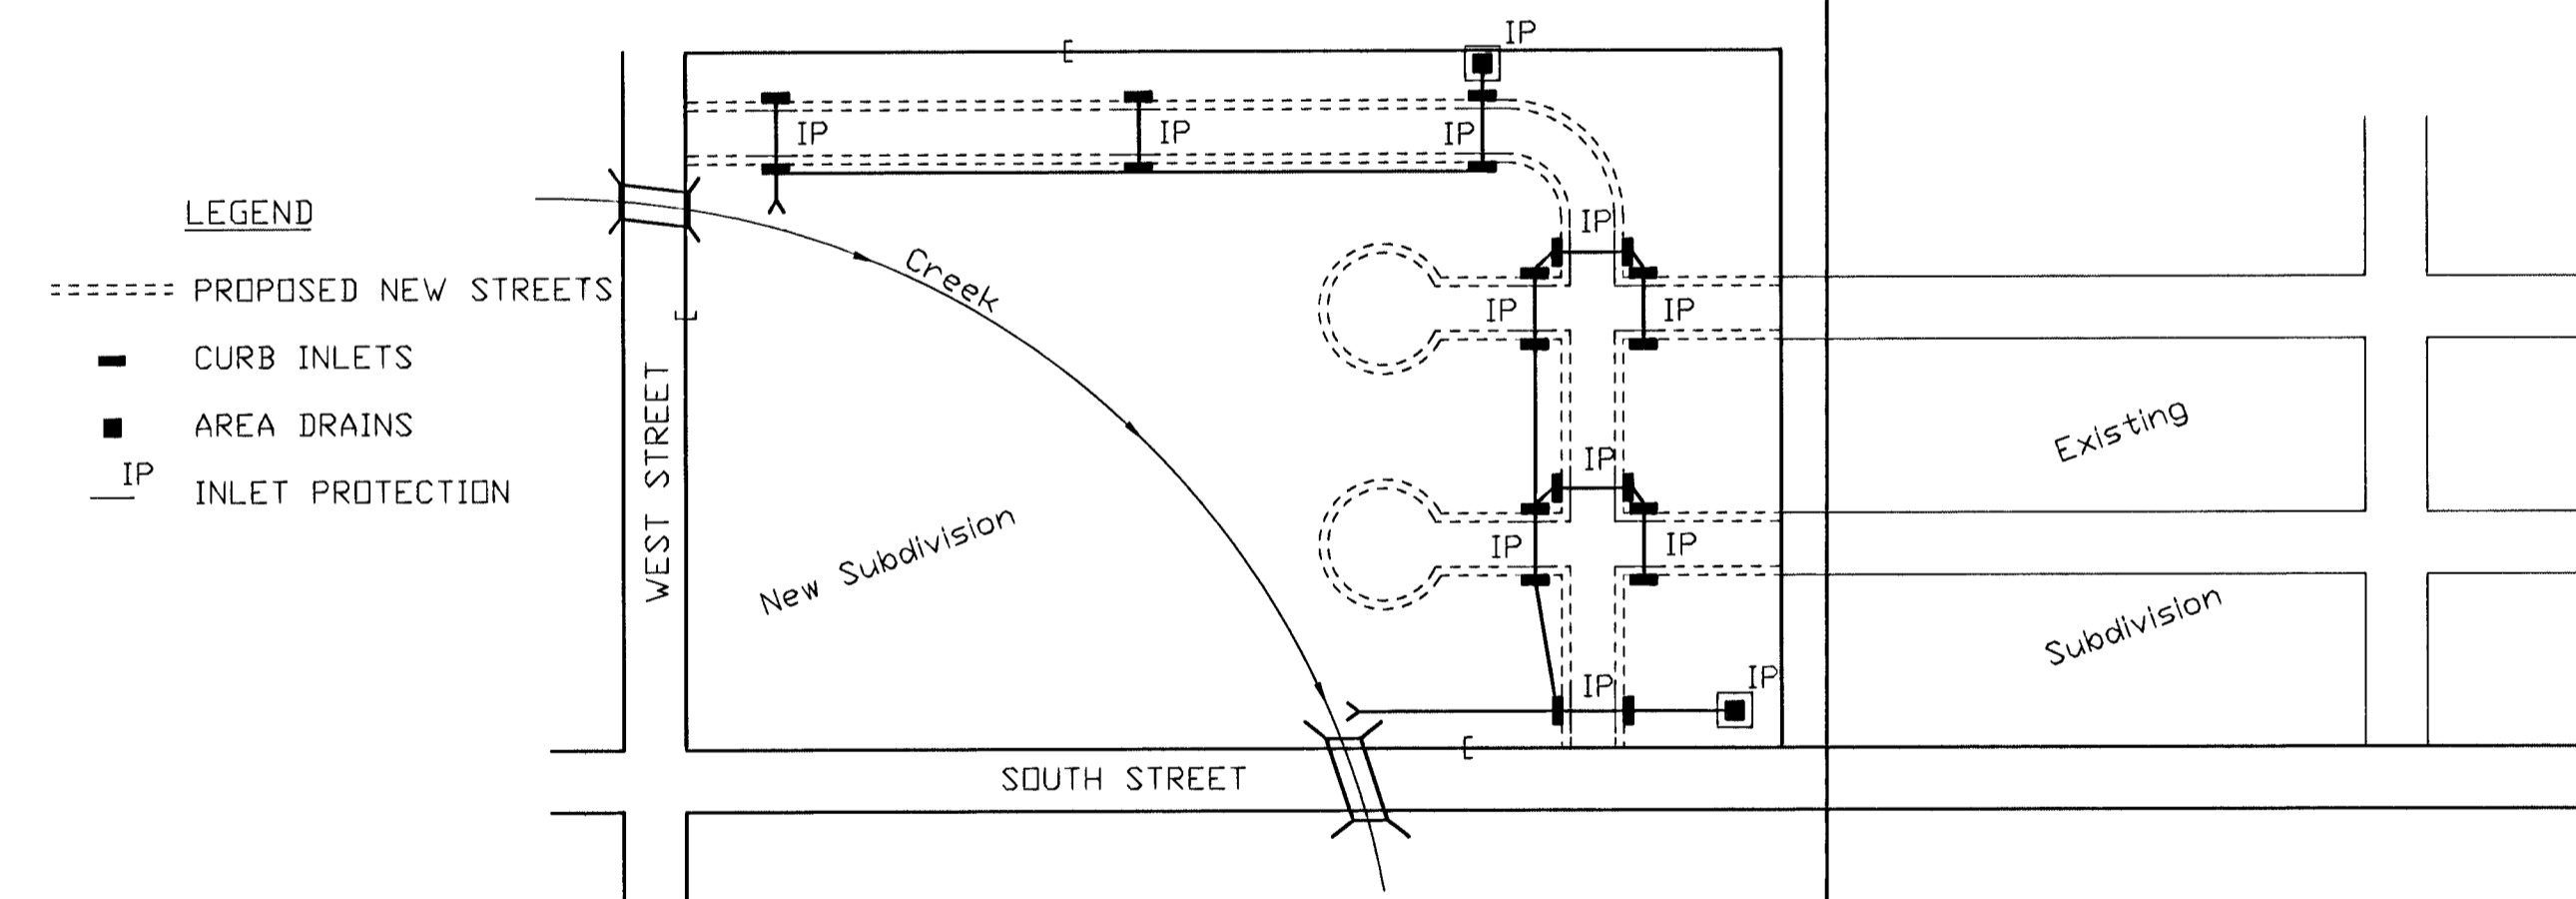 LEGEND
PROPOSED NEW STREETS
CURB INLETS
AREA DRAINS
IP
INLET PROTECTION
WEST STREET
SOUTH STREET
Creek
New Subdivision
Existing
Subdivision
IP
IP
IP
IP
IP
IP
IP
IP
IP
IP
IP
IP